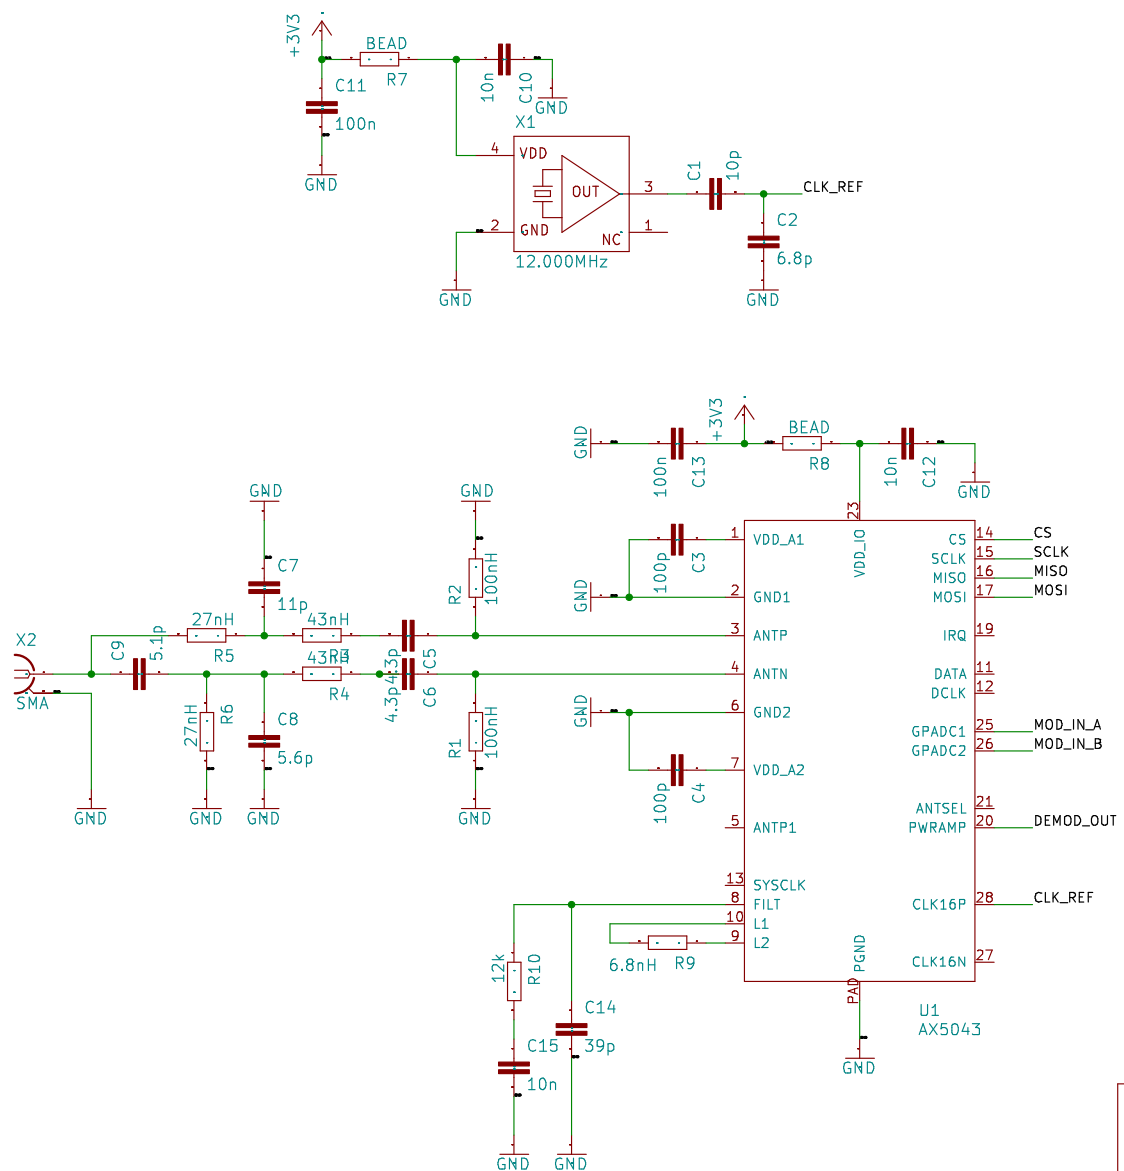 +3V3
BEAD
R7
C11
100n
GND
10n
C10
GND
X1
4
VDD
OUT
3
2
GND
NC
1
12.000MHz
GND
C1
10p
CLK_REF
C2
6.8p
GND
+3V3
BEAD
R8
GND
100n
C13
10n
C12
GND
23
VDD_IO
GND
C7
11p
GND
R2
100nH
100p
C3
GND
1
VDD_A1
2
GND1
3
ANTP
4
ANTN
6
GND2
7
VDD_A2
5
ANTP1
13
SYSCLK
8
FILT
10
L1
9
L2
CS
14
CS
SCLK
15
SCLK
MISO
16
MISO
MOSI
17
MOSI
IRQ
19
DATA
11
DCLK
12
GPADC1
25
MOD_IN_A
GPADC2
26
MOD_IN_B
ANTSEL
21
PWRAMP
20
DEMOD_OUT
CLK16P
28
CLK_REF
CLK16N
27
PGND
PAD
U1
AX5043
GND
X2
SMA
GND
C9
5.1p
27nH
R5
43nH
R3
43nH
R4
4.3p
C5
4.3p
C6
27nH
R6
GND
C8
5.6p
GND
R1
100nH
GND
GND
100p
C4
6.8nH
R9
12k
R10
C15
10n
GND
C14
39p
GND